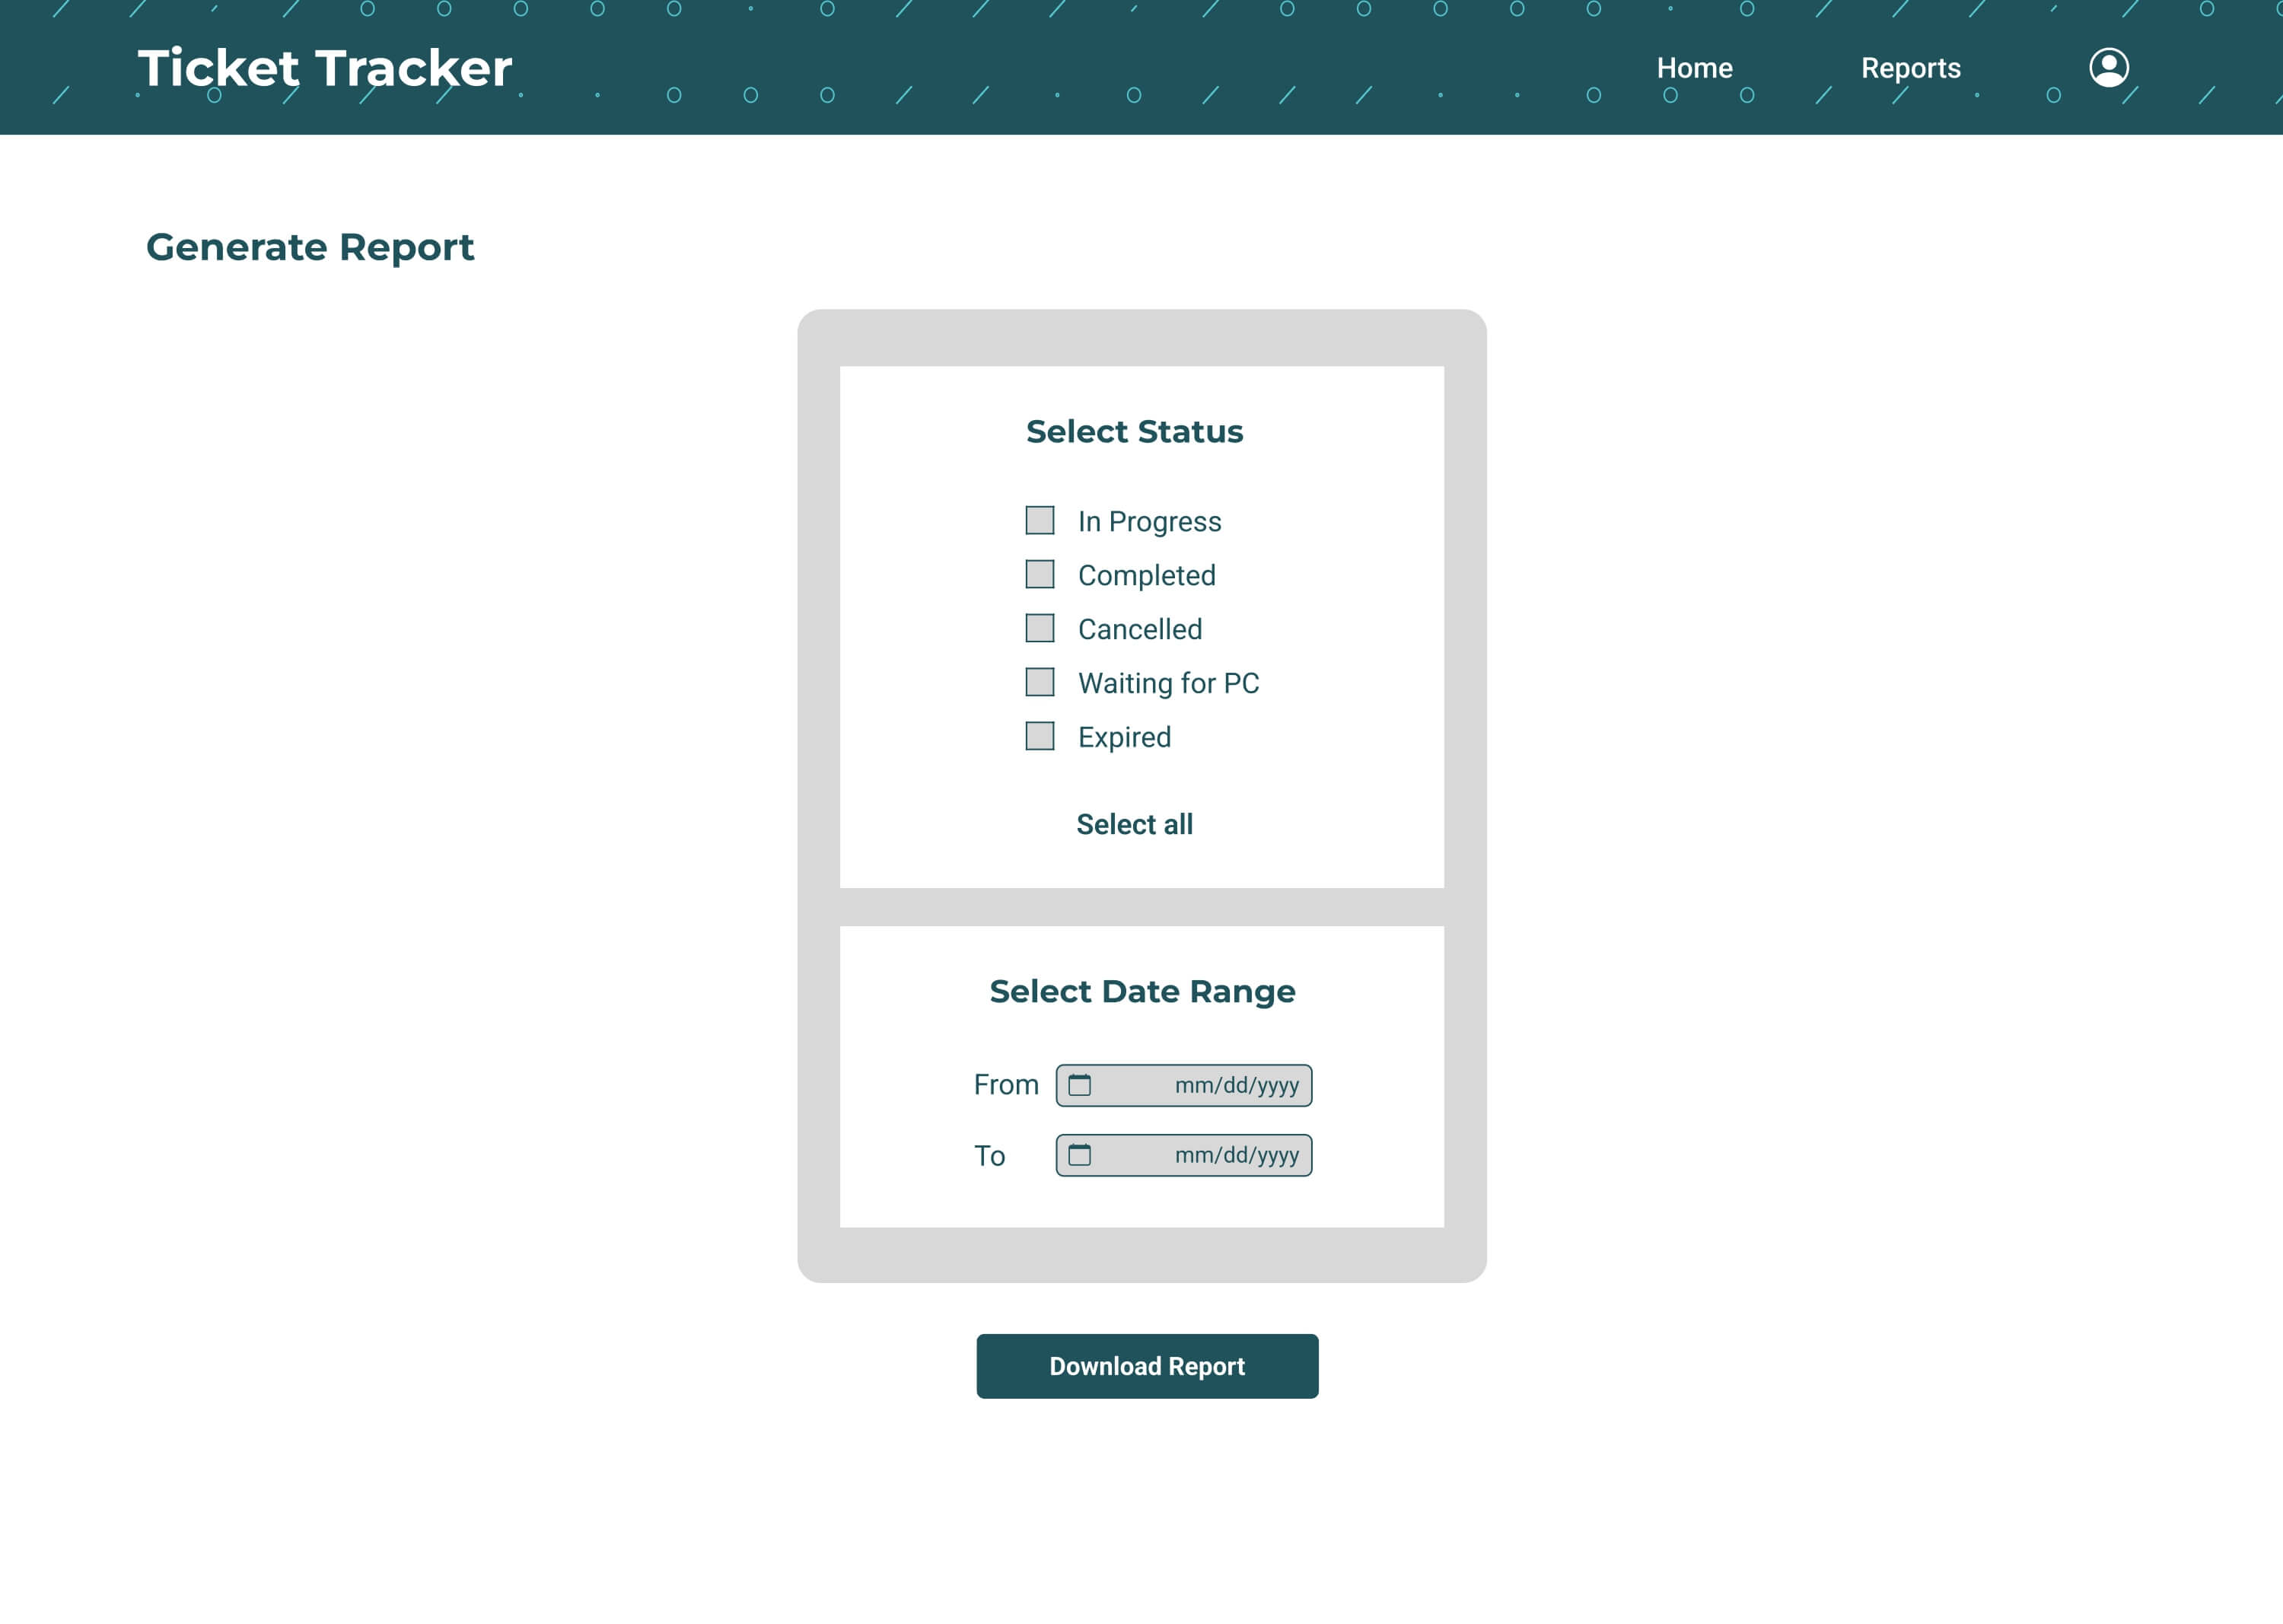 Ticket Tracker
Home
Reports
Generate Report
Select Status
In Progress
Completed
Cancelled
Waiting for PC
Expired
Select all
Select Date Range
From mm/dd/yyyy
To mm/dd/yyyy
Download Report